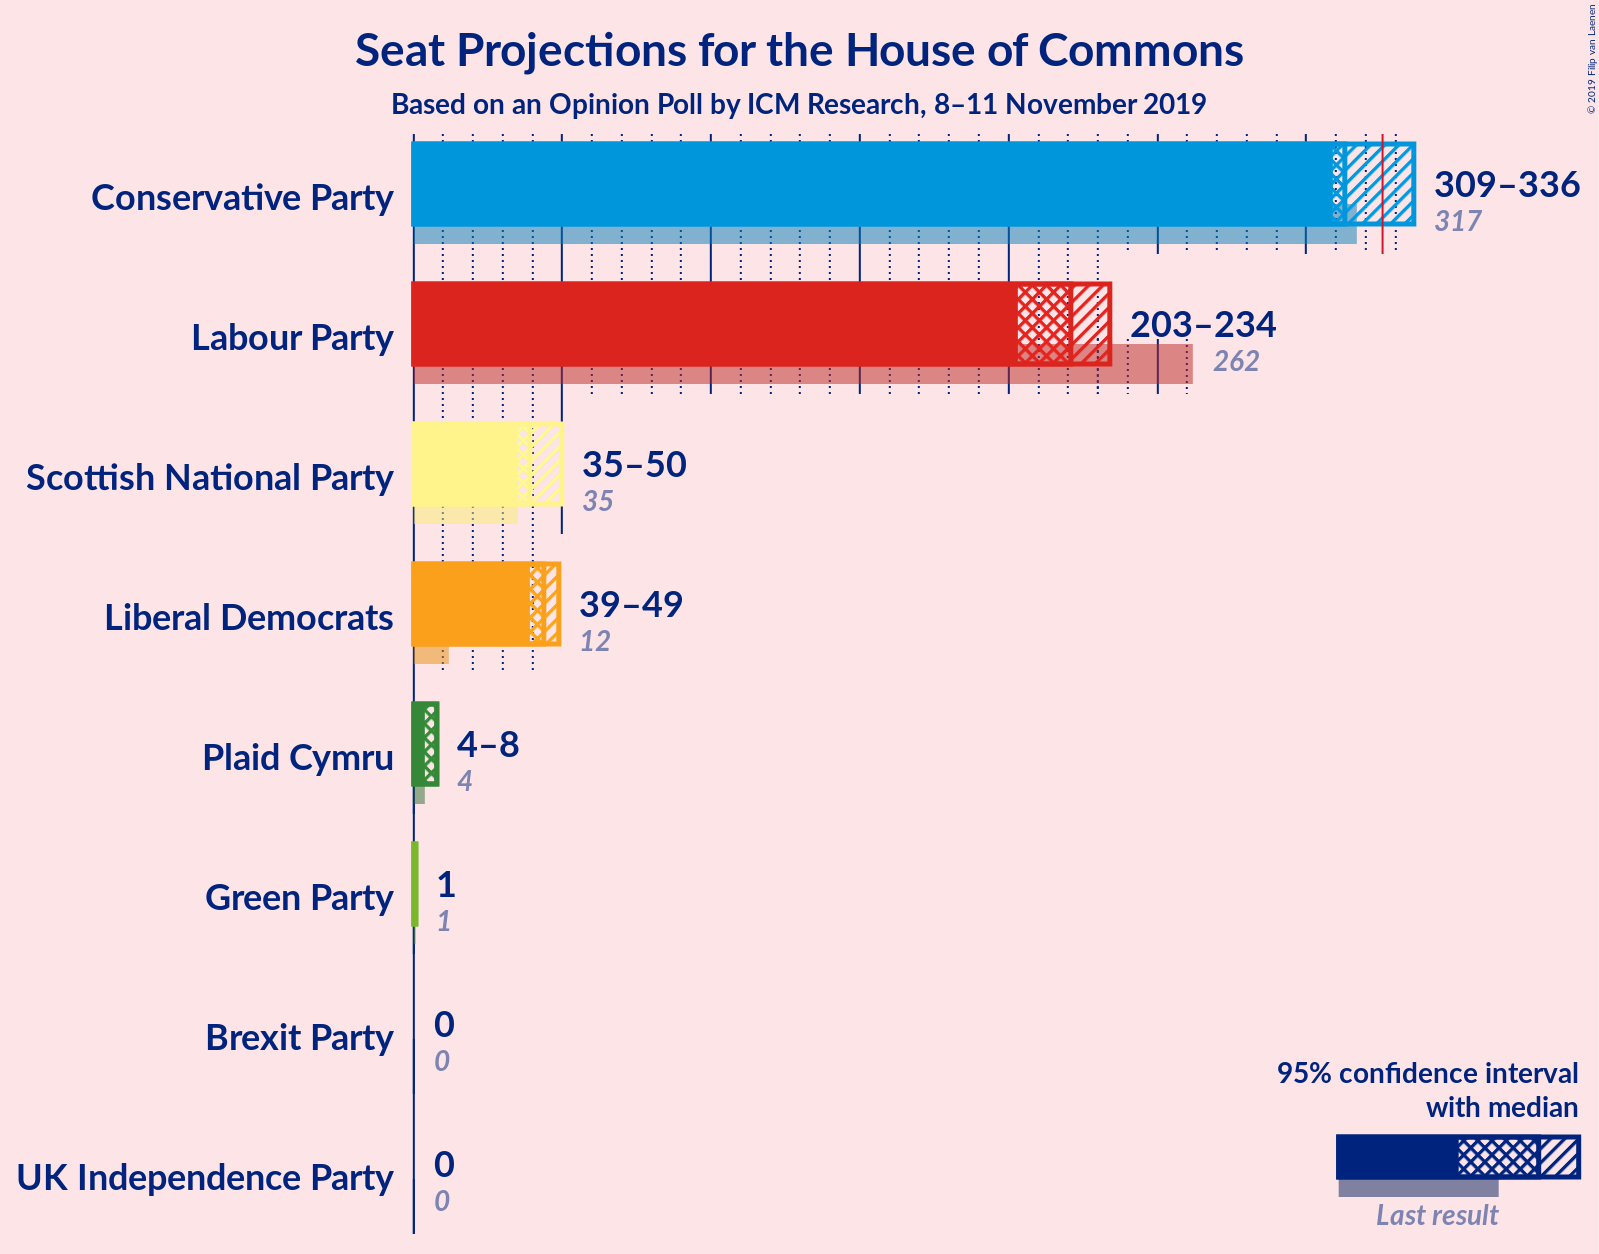 Seat Projections for the House of Commons
Based on an Opinion Poll by ICM Research, 8–11 November 2019
© 2019 Filip van Laenen
Conservative Party
309–336
317
Labour Party
203–234
262
Scottish National Party
35–50
35
Liberal Democrats
39–49
12
Plaid Cymru
4–8
4
Green Party
1
1
Brexit Party
0
0
UK Independence Party
0
0
95% confidence interval
with median
Last result